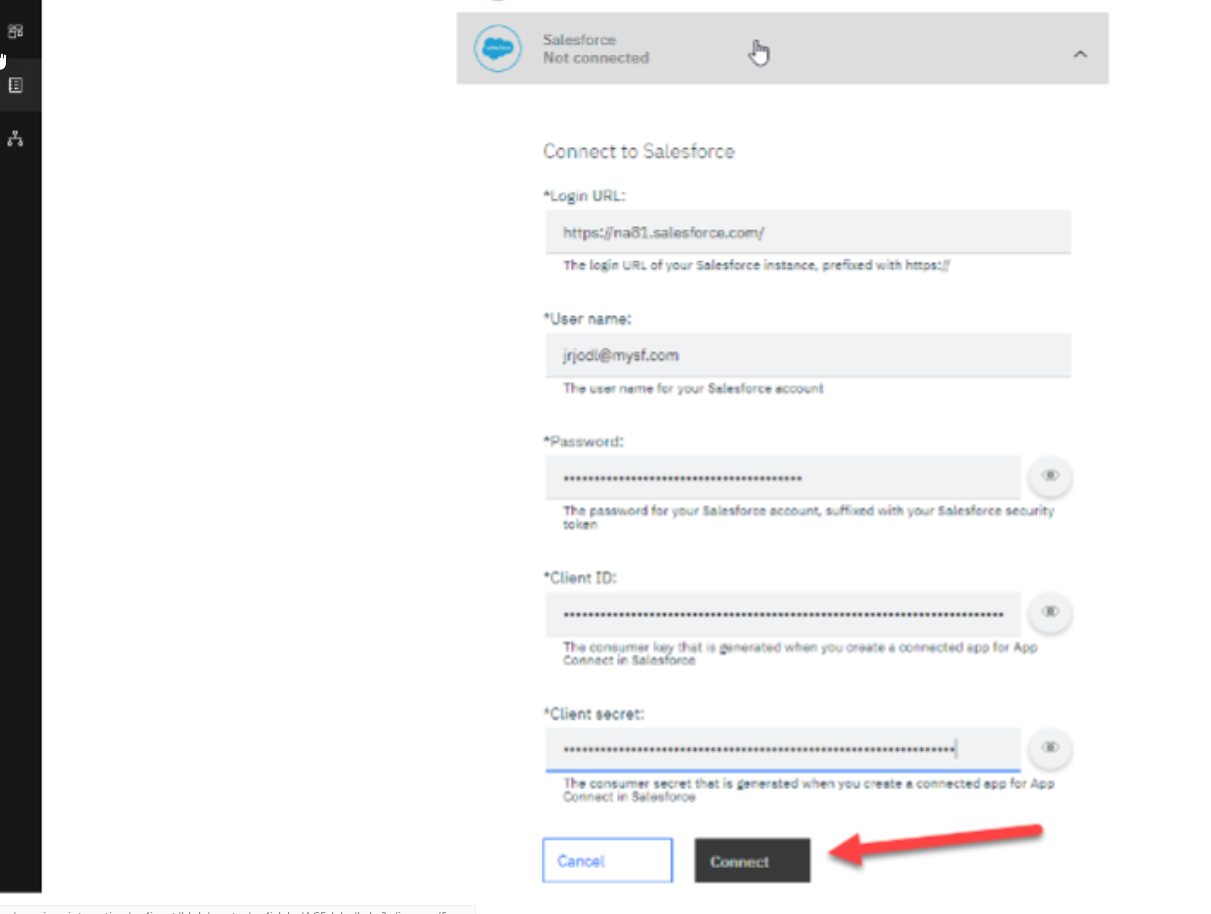 Salesforce
Not connected
Connect to Salesforce
*Login URL:
https://na81.salesforce.com/
The login URL of your Salesforce instance, prefixed with https://
*User name:
jrjodl@mysf.com
The user name for your Salesforce account
*Password:
••••••••••••••••••••••••••••••••••••••
The password for your Salesforce account, suffixed with your Salesforce security
token
*Client ID:
The consumer key that is generated when you create a connected app for App
Connect in Salesforce
*Client secret:
The consumer secret that is generated when you create a connected app for App
Connect in Salesforce
Cancel
Connect